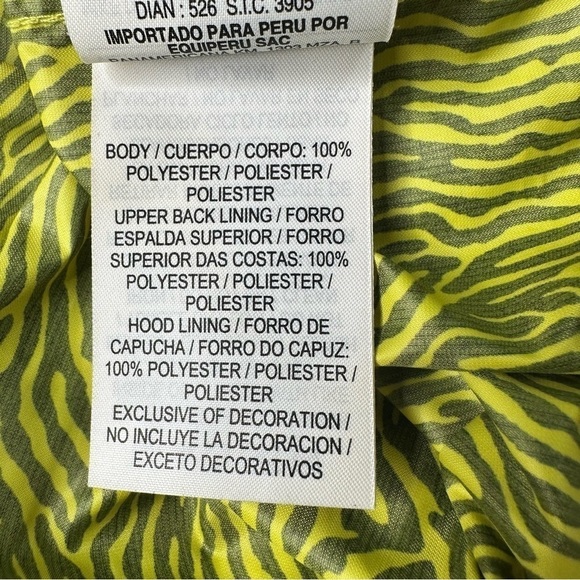 DIAN : 526 S.I.C. 3905
IMPORTADO PARA PERU POR
EQUIPERU SAC
BODY / CUERPO / CORPO: 100%
POLYESTER / POLIESTER /
POLIESTER
UPPER BACK LINING / FORRO
ESPALDA SUPERIOR / FORRO
SUPERIOR DAS COSTAS: 100%
POLYESTER / POLIESTER /
POLIESTER
HOOD LINING / FORRO DE
CAPUCHA / FORRO DO CAPUZ:
100% POLYESTER / POLIESTER /
POLIESTER
EXCLUSIVE OF DECORATION /
NO INCLUYE LA DECORACION /
EXCETO DECORATIVOS